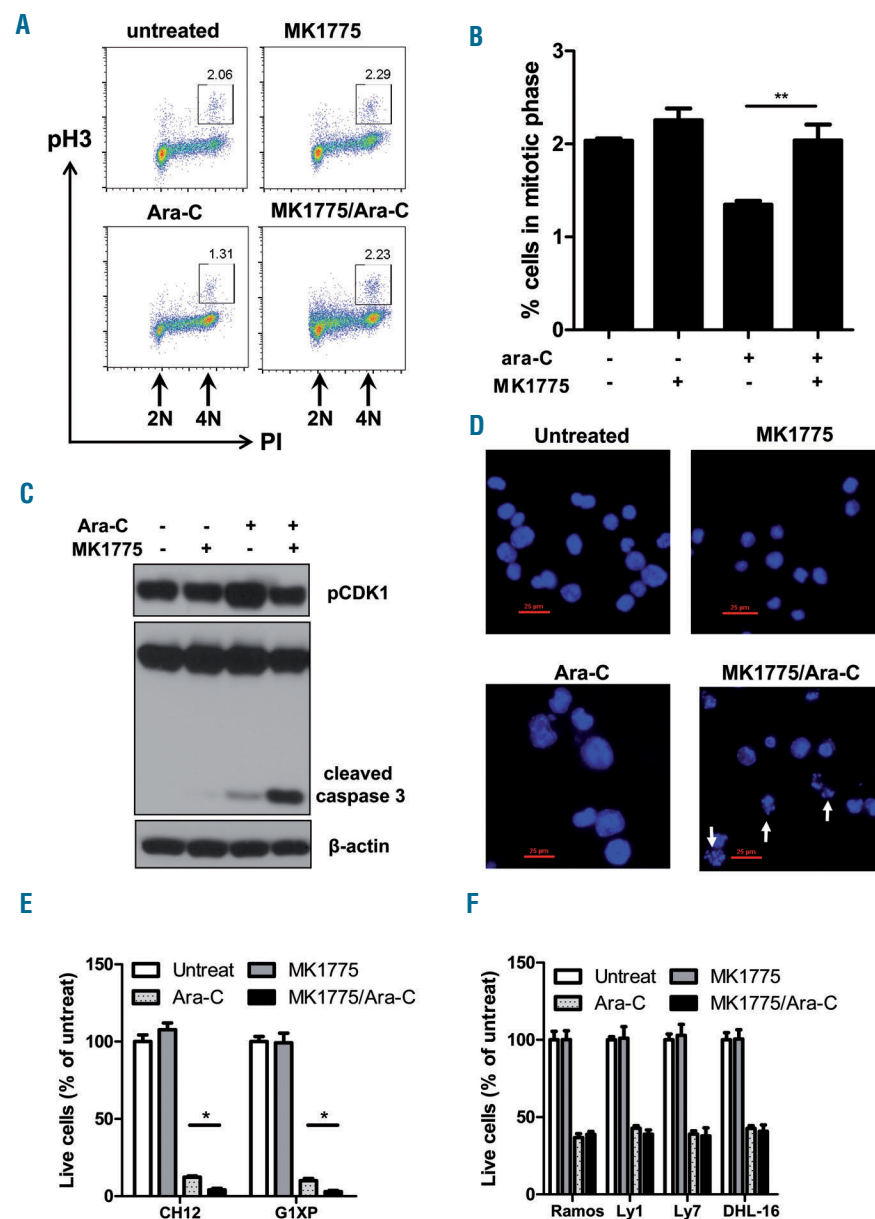 A
untreated
MK1775
pH3
2.06
2.29
Ara-C
MK1775/Ara-C
1.31
2.23
2N
4N
2N
4N
PI
B
% cells in mitotic phase
3
2
1
0
**
ara-C - - + +
MK1775 - + - +
C
Ara-C - - + +
MK1775 - + - +
pCDK1
cleaved
caspase 3
β-actin
D
Untreated
MK1775
25 µm
25 µm
Ara-C
MK1775/Ara-C
25 µm
25 µm
E
Live cells (% of untreat)
150
100
50
0
Untreat
MK1775
Ara-C
MK1775/Ara-C
*
*
CH12
G1XP
F
Live cells (% of untreat)
150
100
50
0
Untreat
MK1775
Ara-C
MK1775/Ara-C
Ramos
Ly1
Ly7
DHL-16